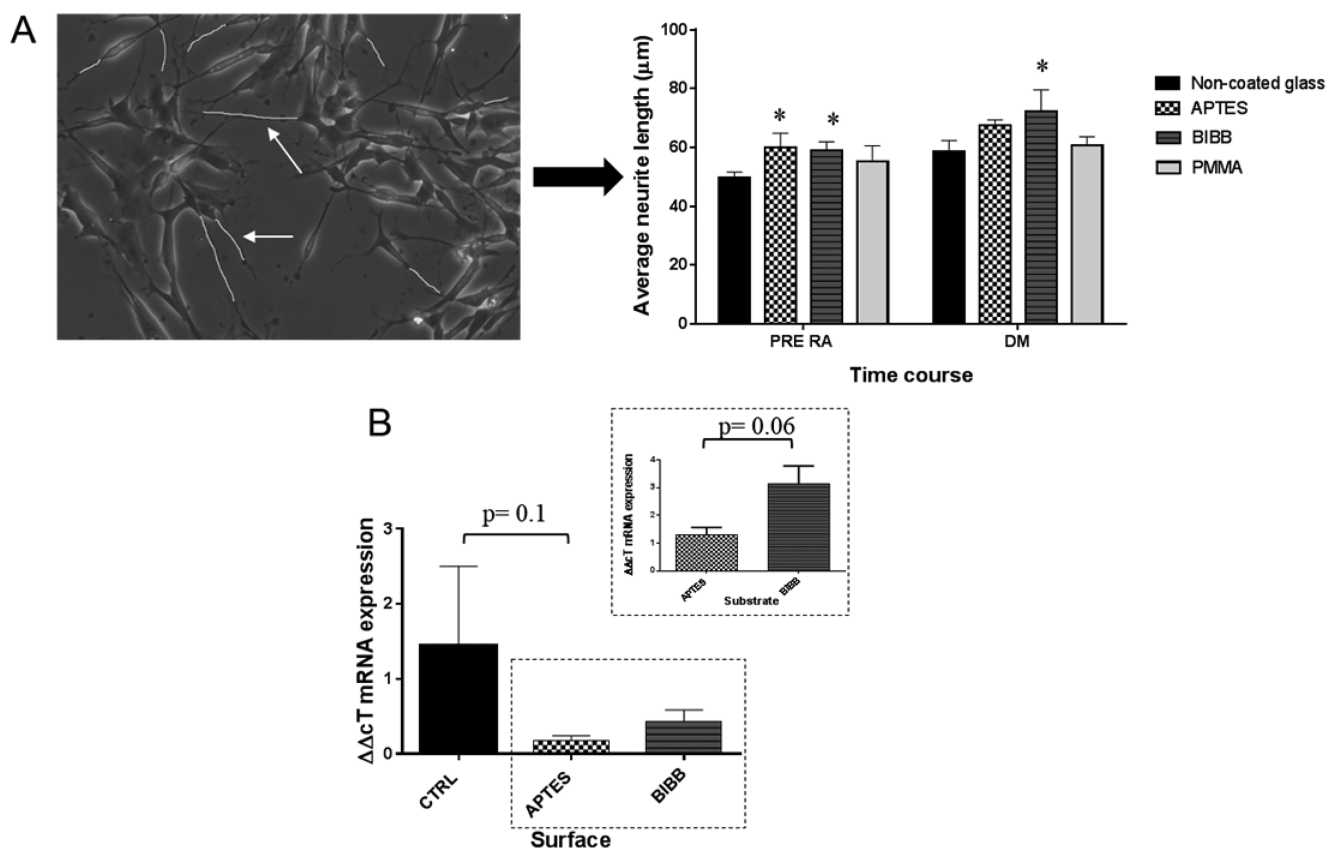 A
Average neurite length (μm)
100
80
60
40
20
0
*
*
*
PRE RA
DM
Time course
Non-coated glass
APTES
BIBB
PMMA
B
p= 0.1
ΔΔcT mRNA expression
3
2
1
0
CTRL
APTES
BIBB
Surface
p= 0.06
ΔΔcT mRNA expression
4
3
2
1
0
APTES
BIBB
Substrate